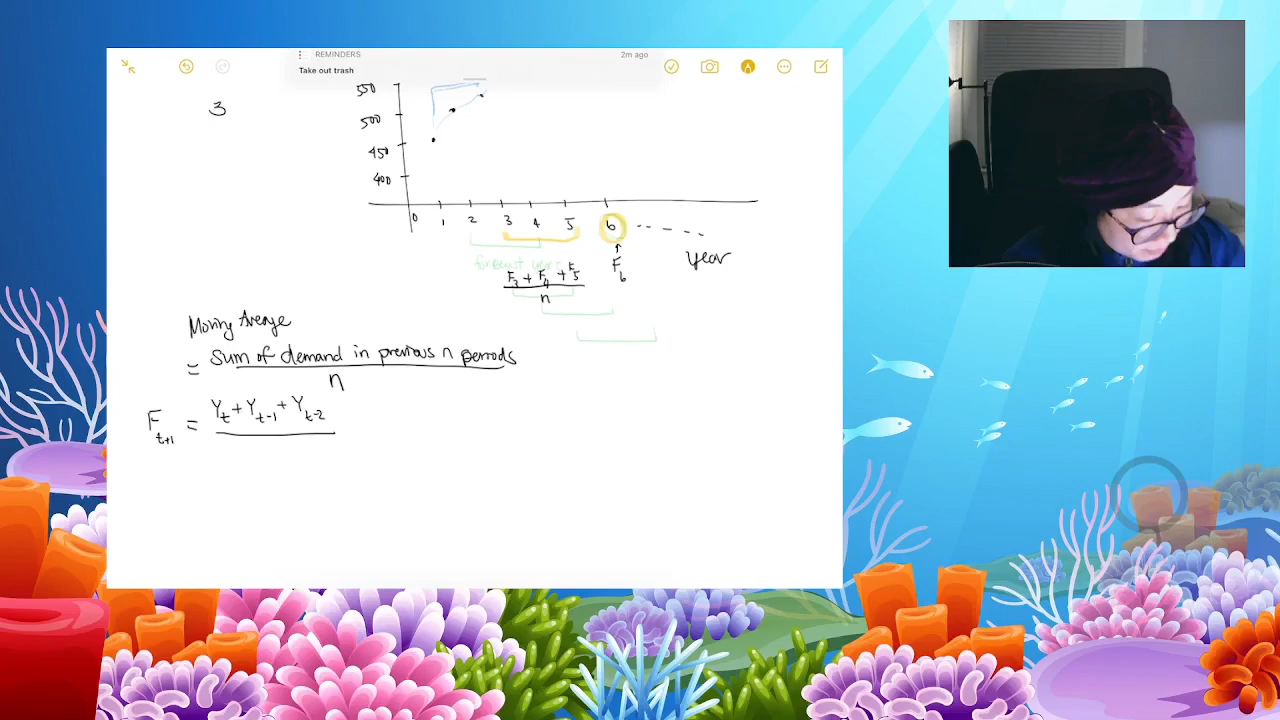 REMINDERS 2m ago
Take out trash
3
550
500
450
400
0 1 2 3 4 5 6 - - - -
year
forecast years
F6
F3 + F4 + F5
n
Moving Average
= Sum of demand in previous n periods
n
Ft+1 = Yt + Yt-1 + Yt-2